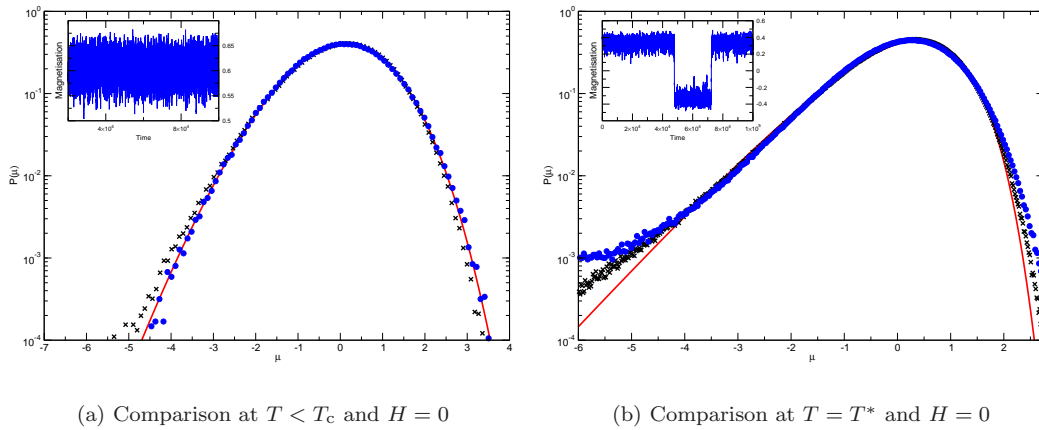 10⁰
10⁻¹
10⁻²
10⁻³
10⁻⁴
P(μ)
-7 -6 -5 -4 -3 -2 -1 0 1 2 3 4
μ
Magnetisation
0.65
0.6
0.55
0.5
4×10⁴ 8×10⁴
Time
10⁰
10⁻¹
10⁻²
10⁻³
10⁻⁴
P(μ)
-6 -5 -4 -3 -2 -1 0 1 2
μ
Magnetisation
0.6
0.4
0.2
0
-0.2
-0.4
0 2×10⁴ 4×10⁴ 6×10⁴ 8×10⁴ 1×10⁵
Time
(a) Comparison at T < Tc and H = 0
(b) Comparison at T = T* and H = 0